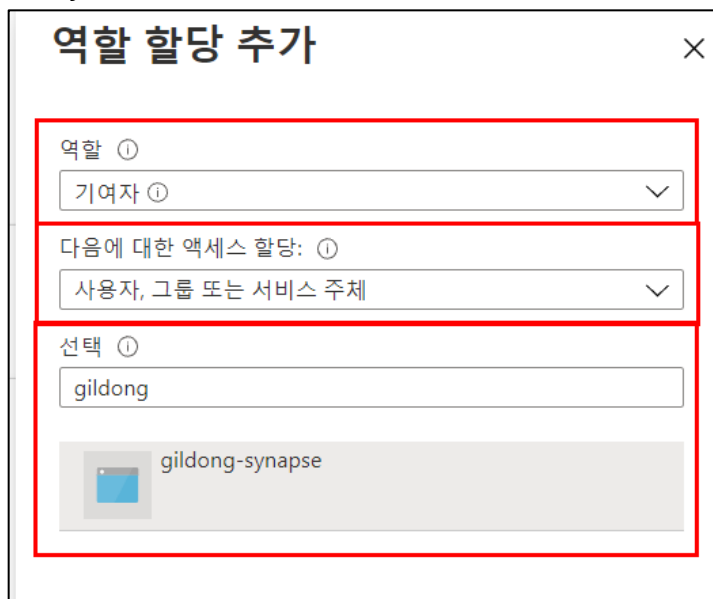 역할 할당 추가
역할
기여자
다음에 대한 액세스 할당:
사용자, 그룹 또는 서비스 주체
선택
gildong
gildong-synapse